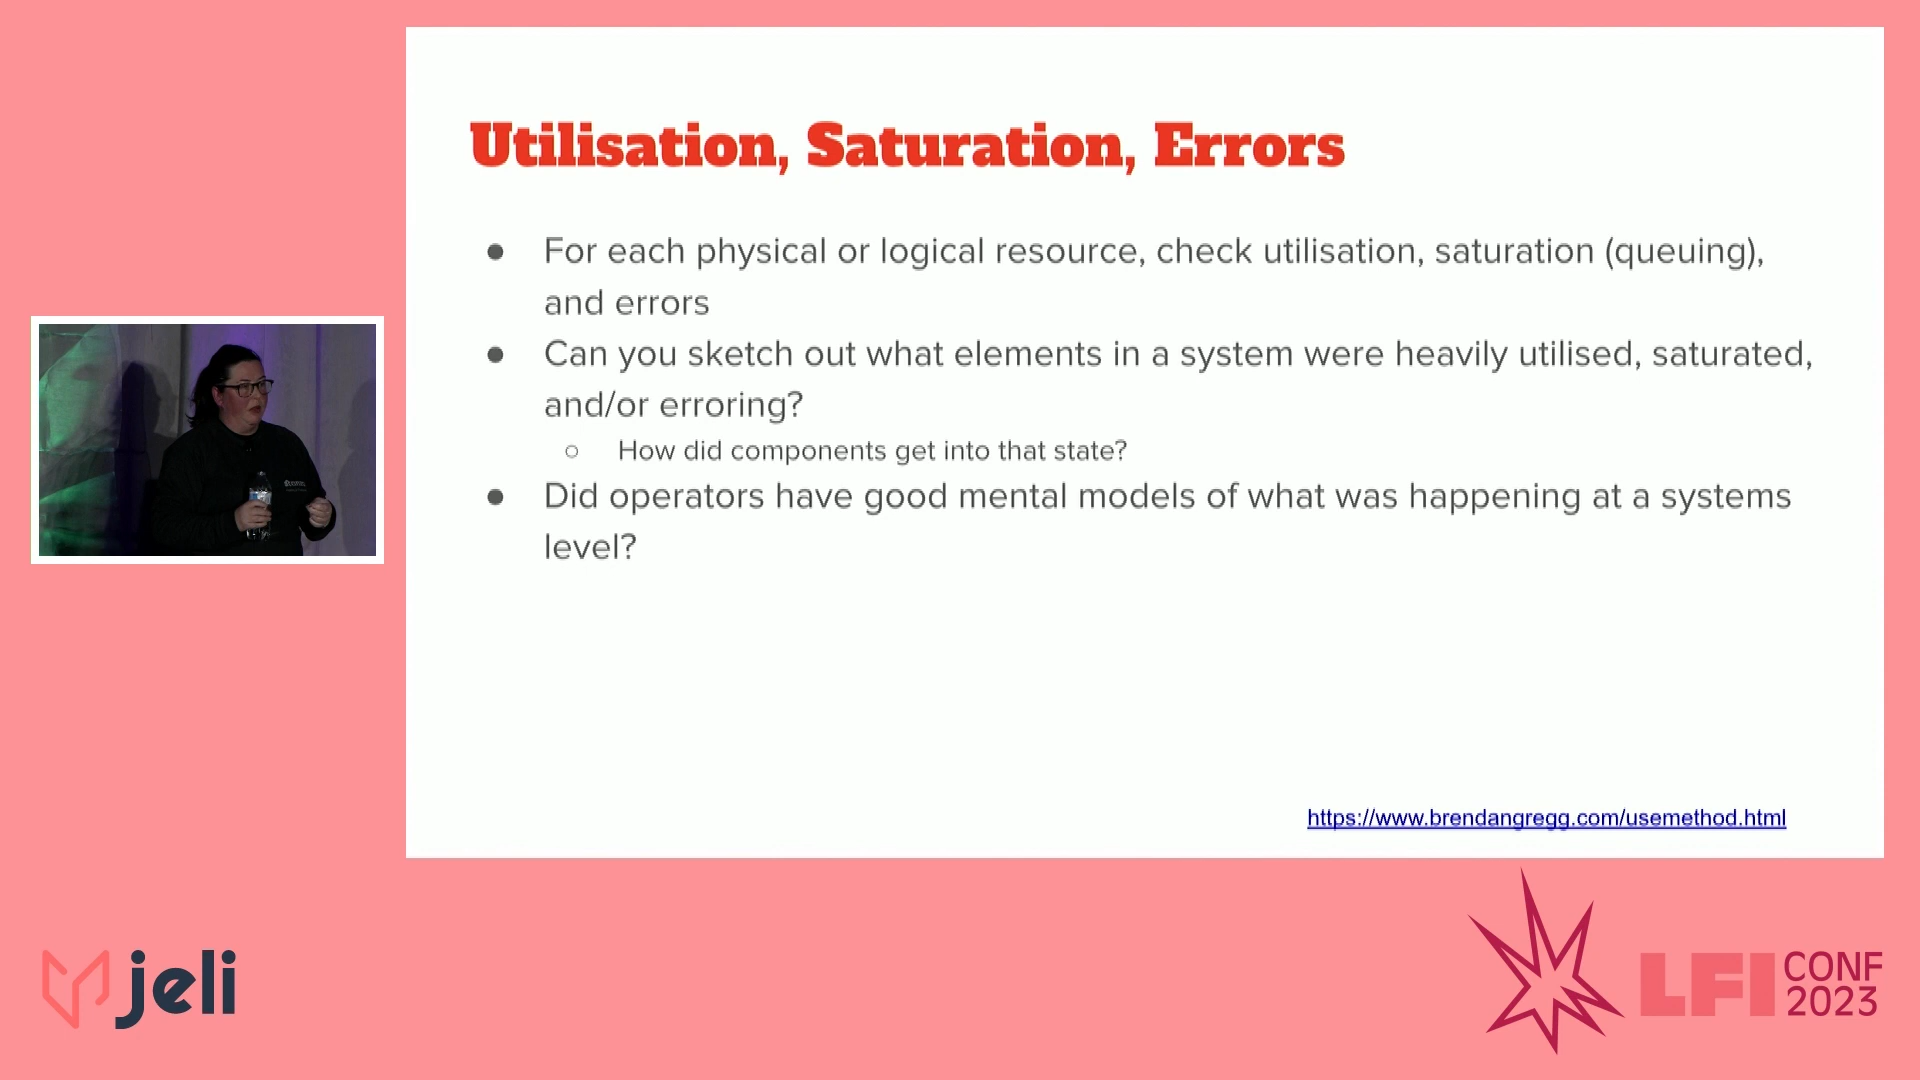 Utilisation, Saturation, Errors
● For each physical or logical resource, check utilisation, saturation (queuing),
and errors
● Can you sketch out what elements in a system were heavily utilised, saturated,
and/or erroring?
○ How did components get into that state?
● Did operators have good mental models of what was happening at a systems
level?
https://www.brendangregg.com/usemethod.html
jeli
LFI CONF
2023